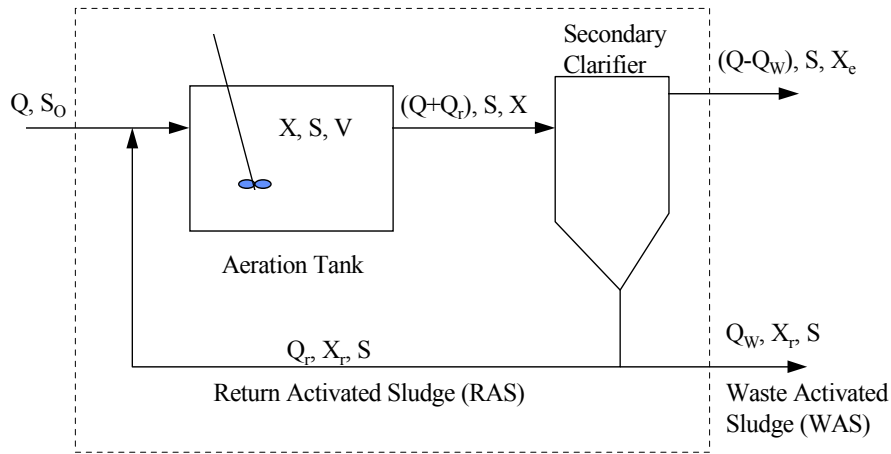 Secondary
Clarifier
(Q-Q_W), S, X_e
Q, S_O
(Q+Q_r), S, X
X, S, V
Aeration Tank
Q_r, X_r, S
Q_W, X_r, S
Return Activated Sludge (RAS)
Waste Activated
Sludge (WAS)